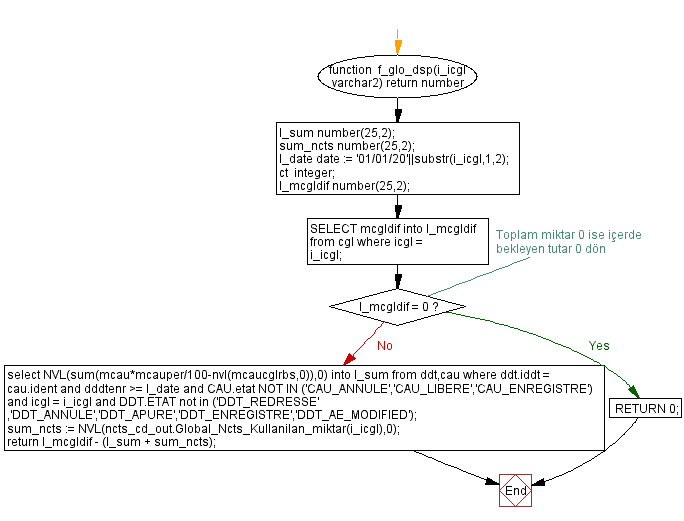 function f_glo_dsp(i_icgl
varchar2) return number
l_sum number(25,2);
sum_ncts number(25,2);
l_date date := '01/01/20'||substr(i_icgl,1,2);
ct integer;
l_mcgldif number(25,2);
SELECT mcgldif into l_mcgldif
from cgl where icgl =
i_icgl;
Toplam miktar 0 ise içerde
bekleyen tutar 0 dön
l_mcgldif = 0 ?
No
Yes
select NVL(sum(mcau*mcauper/100-nvl(mcaucglrbs,0)),0) into l_sum from ddt,cau where ddt.iddt =
cau.ident and dddtenr >= l_date and CAU.etat NOT IN ('CAU_ANNULE','CAU_LIBERE','CAU_ENREGISTRE')
and icgl = i_icgl and DDT.ETAT not in ('DDT_REDRESSE'
,'DDT_ANNULE','DDT_APURE','DDT_ENREGISTRE','DDT_AE_MODIFIED');
sum_ncts := NVL(ncts_cd_out.Global_Ncts_Kullanilan_miktar(i_icgl),0);
return l_mcgldif - (l_sum + sum_ncts);
RETURN 0;
End